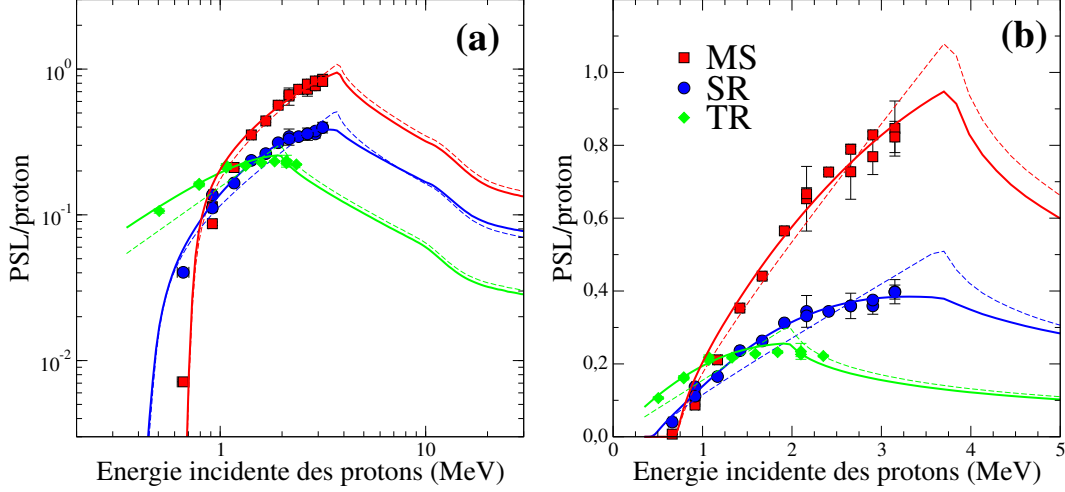 (a)
PSL/proton
10⁰
10⁻¹
10⁻²
1
10
Energie incidente des protons (MeV)
(b)
MS
SR
TR
PSL/proton
1,0
0,8
0,6
0,4
0,2
0,0
0
1
2
3
4
5
Energie incidente des protons (MeV)